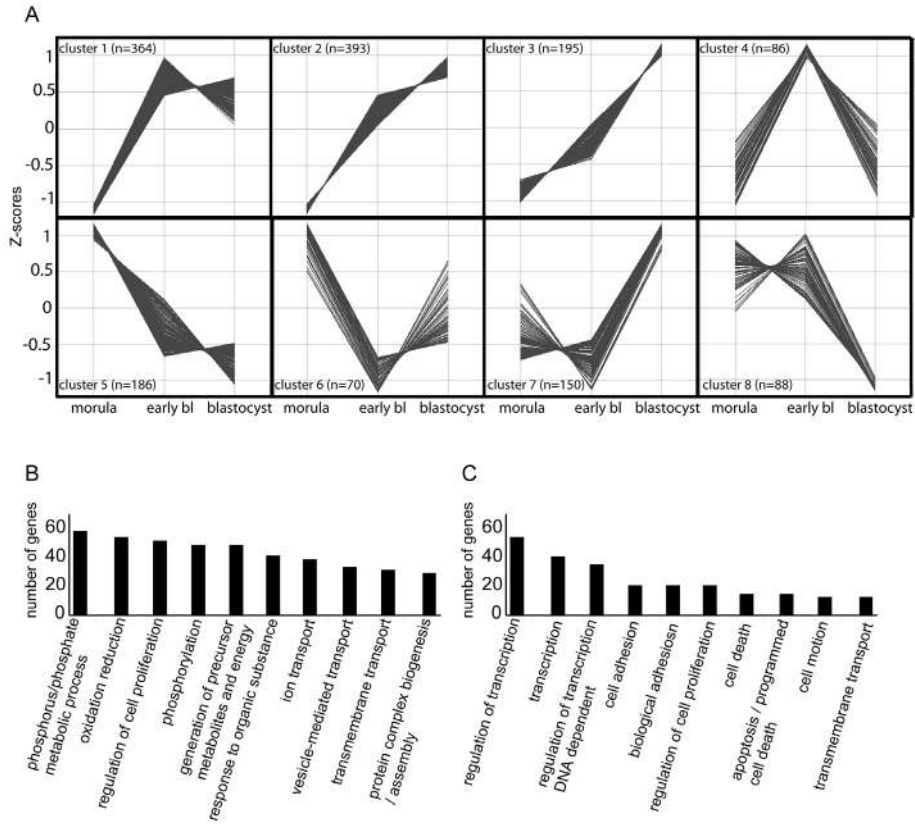 A
cluster 1 (n=364)
cluster 2 (n=393)
cluster 3 (n=195)
cluster 4 (n=86)
1
0.5
0
-0.5
-1
Z-scores
1
0.5
0
-0.5
-1
cluster 5 (n=186)
cluster 6 (n=70)
cluster 7 (n=150)
cluster 8 (n=88)
morula early bl blastocyst
morula early bl blastocyst
morula early bl blastocyst
morula early bl blastocyst
B
number of genes
60
40
20
0
phosphorus/phosphate
metabolic process
oxidation reduction
regulation of cell proliferation
phosphorylation
generation of precursor
metabolites and energy
response to organic substance
ion transport
vesicle-mediated transport
transmembrane transport
protein complex biogenesis
/ assembly
C
number of genes
60
40
20
0
regulation of transcription
transcription
regulation of transcription
DNA dependent
cell adhesion
biological adhesiosn
regulation of cell proliferation
cell death
apoptosis / programmed
cell death
cell motion
transmembrane transport